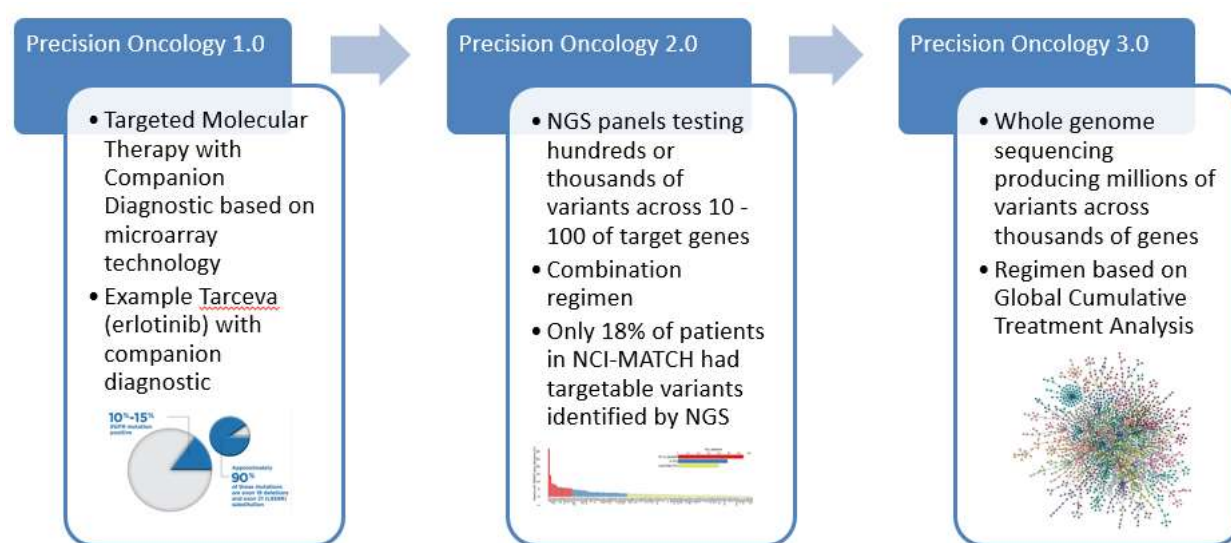 Precision Oncology 1.0
• Targeted Molecular
Therapy with
Companion
Diagnostic based on
microarray
technology
• Example Tarceva
(erlotinib) with
companion
diagnostic
10%-15%
EGFR mutation
positive
Approximately
90%
of these mutations
are exon 19 deletions
and exon 21 (L858R)
substitution
Precision Oncology 2.0
• NGS panels testing
hundreds or
thousands of
variants across 10 -
100 of target genes
• Combination
regimen
• Only 18% of patients
in NCI-MATCH had
targetable variants
identified by NGS
Precision Oncology 3.0
• Whole genome
sequencing
producing millions of
variants across
thousands of genes
• Regimen based on
Global Cumulative
Treatment Analysis